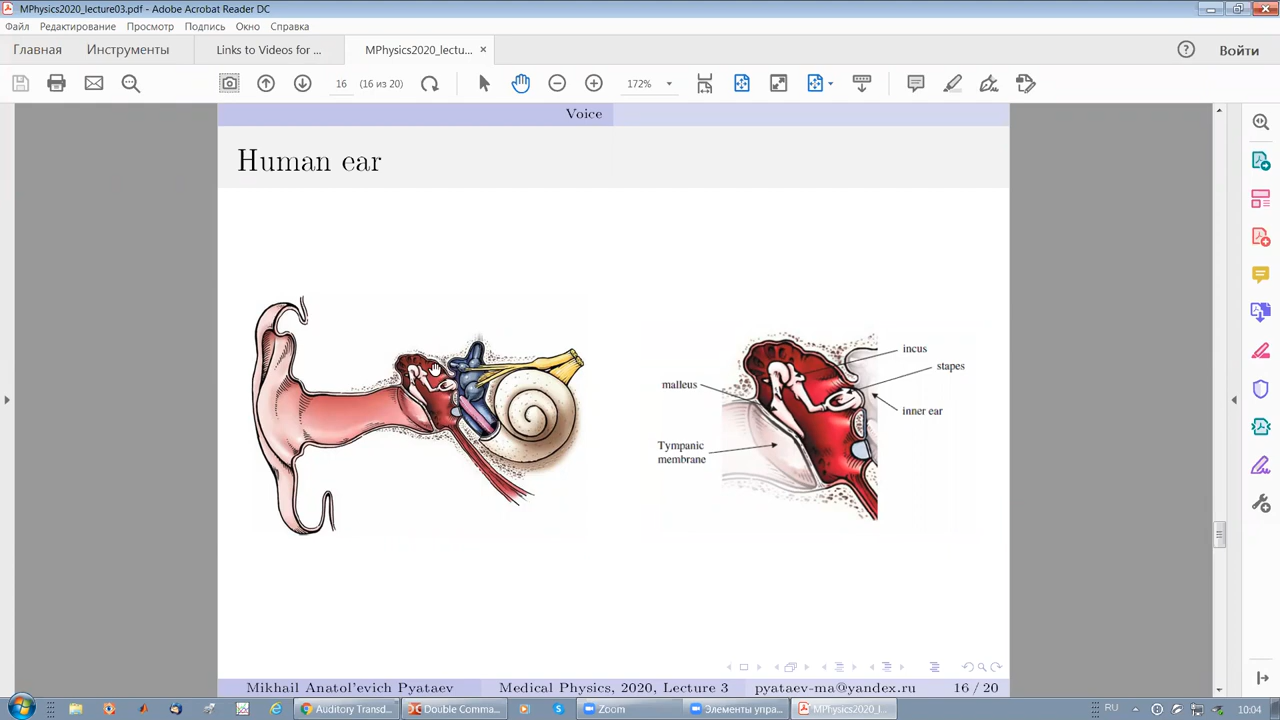 MPhysics2020_lecture03.pdf - Adobe Acrobat Reader DC
Файл Редактирование Просмотр Подпись Окно Справка
Главная Инструменты Links to Videos for ... MPhysics2020_lectu... × Войти
16 (16 из 20) 172%
Voice
Human ear
incus
stapes
malleus
inner ear
Tympanic
membrane
Mikhail Anatol'evich Pyataev Medical Physics, 2020, Lecture 3 pyataev-ma@yandex.ru 16 / 20
Auditory Transd... Double Comma... Zoom Элементы упра... MPhysics2020_l... RU 10:04